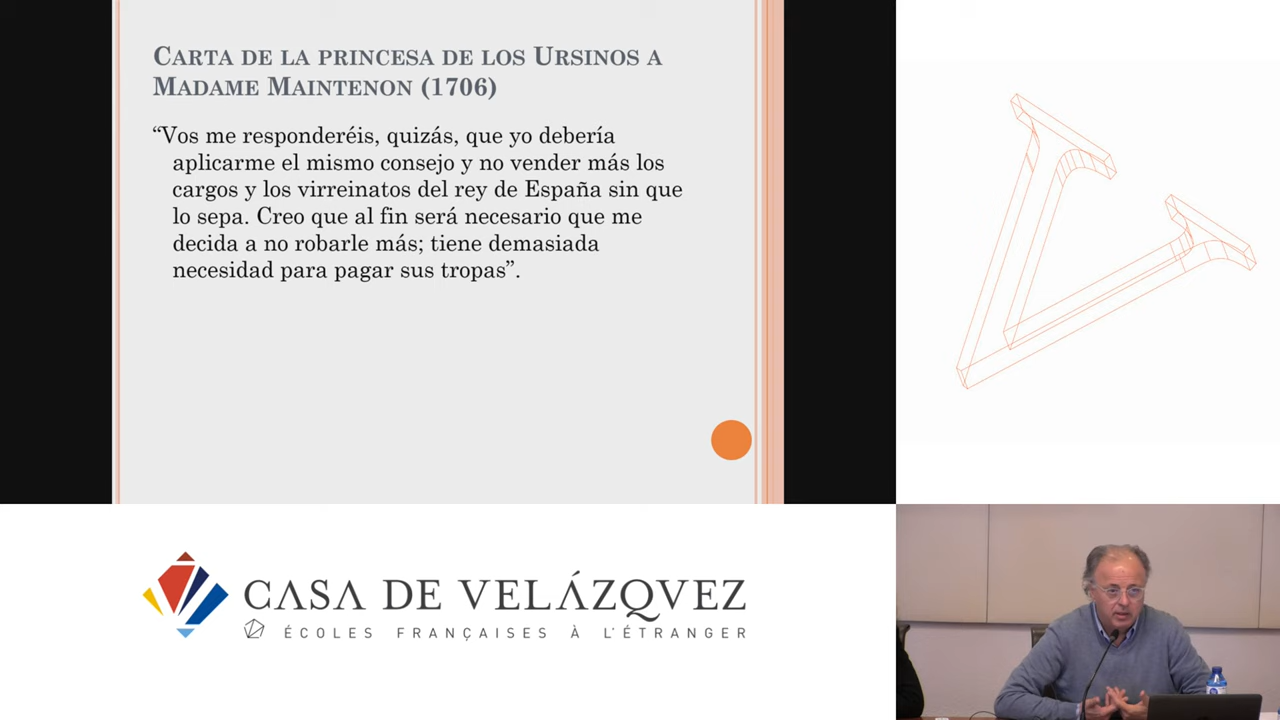 CARTA DE LA PRINCESA DE LOS URSINOS A
MADAME MAINTENON (1706)
“Vos me responderéis, quizás, que yo debería
aplicarme el mismo consejo y no vender más los
cargos y los virreinatos del rey de España sin que
lo sepa. Creo que al fin será necesario que me
decida a no robarle más; tiene demasiada
necesidad para pagar sus tropas”.
CASA DE VELÁZQVEZ
ÉCOLES FRANÇAISES À L'ÉTRANGER